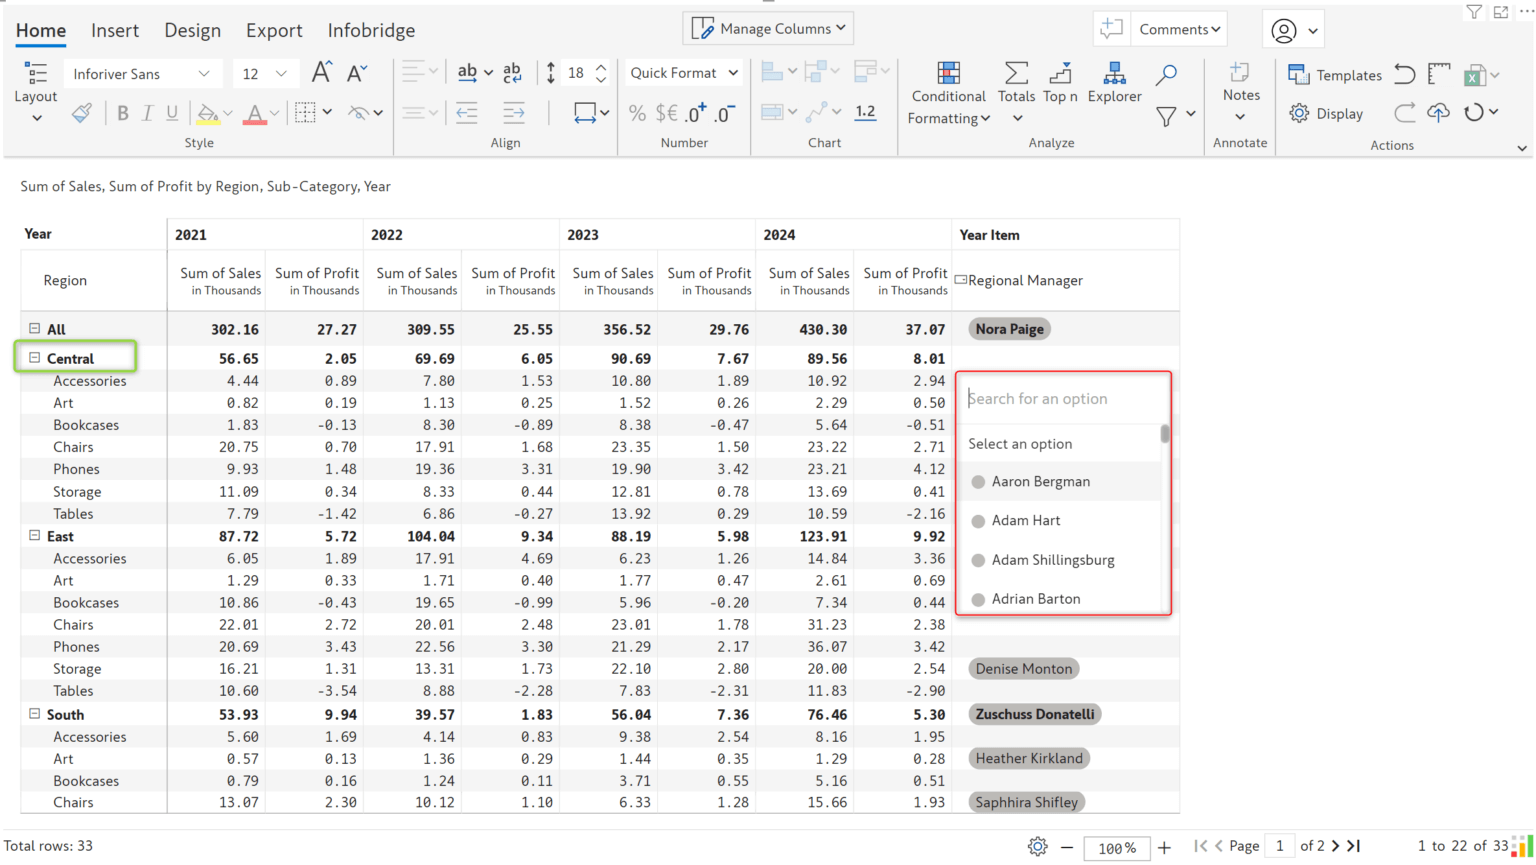 Home Insert Design Export Infobridge Manage Columns Comments
Layout Inforiver Sans 12 A A ab ab c 18 Quick Format Conditional Formatting Totals Top n Explorer Notes Templates
B I U A % $€ .0+ .0- 1.2 Display
Style Align Number Chart Analyze Annotate Actions
Sum of Sales, Sum of Profit by Region, Sub-Category, Year
Year 2021 2022 2023 2024 Year Item
Region Sum of Sales Sum of Profit Sum of Sales Sum of Profit Sum of Sales Sum of Profit Sum of Sales Sum of Profit Regional Manager
in Thousands in Thousands in Thousands in Thousands in Thousands in Thousands in Thousands in Thousands
All 302.16 27.27 309.55 25.55 356.52 29.76 430.30 37.07 Nora Paige
Central 56.65 2.05 69.69 6.05 90.69 7.67 89.56 8.01
Accessories 4.44 0.89 7.80 1.53 10.80 1.89 10.92 2.94
Search for an option
Art 0.82 0.19 1.13 0.25 1.52 0.26 2.29 0.50
Bookcases 1.83 -0.13 8.30 -0.89 8.38 -0.47 5.64 -0.51
Chairs 20.75 0.70 17.91 1.68 23.35 1.50 23.22 2.71 Select an option
Phones 9.93 1.48 19.36 3.31 19.90 3.42 23.21 4.12
Aaron Bergman
Storage 11.09 0.34 8.33 0.44 12.81 0.78 13.69 0.41
Tables 7.79 -1.42 6.86 -0.27 13.92 0.29 10.59 -2.16 Adam Hart
East 87.72 5.72 104.04 9.34 88.19 5.98 123.91 9.92
Accessories 6.05 1.89 17.91 4.69 6.23 1.26 14.84 3.36 Adam Shillingsburg
Art 1.29 0.33 1.71 0.40 1.77 0.47 2.61 0.69
Bookcases 10.86 -0.43 19.65 -0.99 5.96 -0.20 7.34 0.44 Adrian Barton
Chairs 22.01 2.72 20.01 2.48 23.01 1.78 31.23 2.38
Phones 20.69 3.43 22.56 3.30 21.29 2.17 36.07 3.42
Storage 16.21 1.31 13.31 1.73 22.10 2.80 20.00 2.54 Denise Monton
Tables 10.60 -3.54 8.88 -2.28 7.83 -2.31 11.83 -2.90
South 53.93 9.94 39.57 1.83 56.04 7.36 76.46 5.30 Zuschuss Donatelli
Accessories 5.60 1.69 4.14 0.83 9.38 2.54 8.16 1.95
Art 0.57 0.13 1.36 0.29 1.44 0.35 1.29 0.28 Heather Kirkland
Bookcases 0.79 0.16 1.24 0.11 3.71 0.55 5.16 0.51
Chairs 13.07 2.30 10.12 1.10 6.33 1.28 15.66 1.93 Saphhira Shifley
Total rows: 33 100% Page 1 of 2 1 to 22 of 33